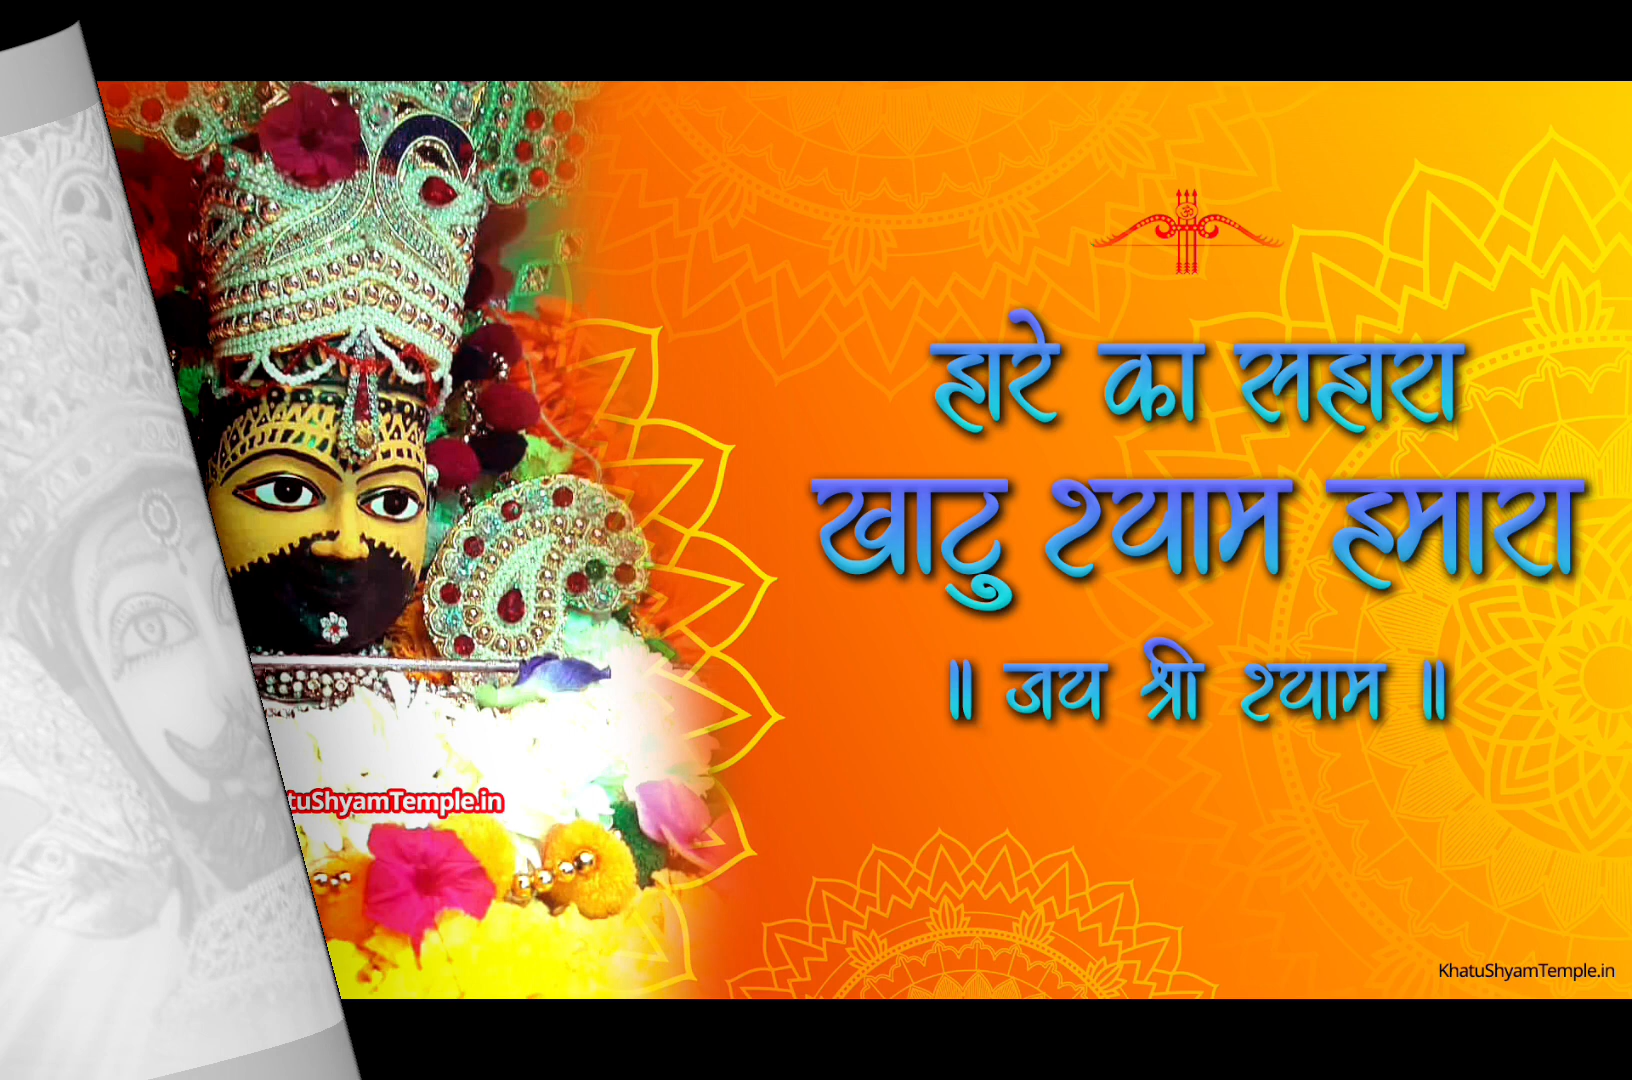 हारे का सहारा
खाटु श्याम हमारा
॥ जय श्री श्याम ॥
tuShyamTemple.in
KhatuShyamTemple.in